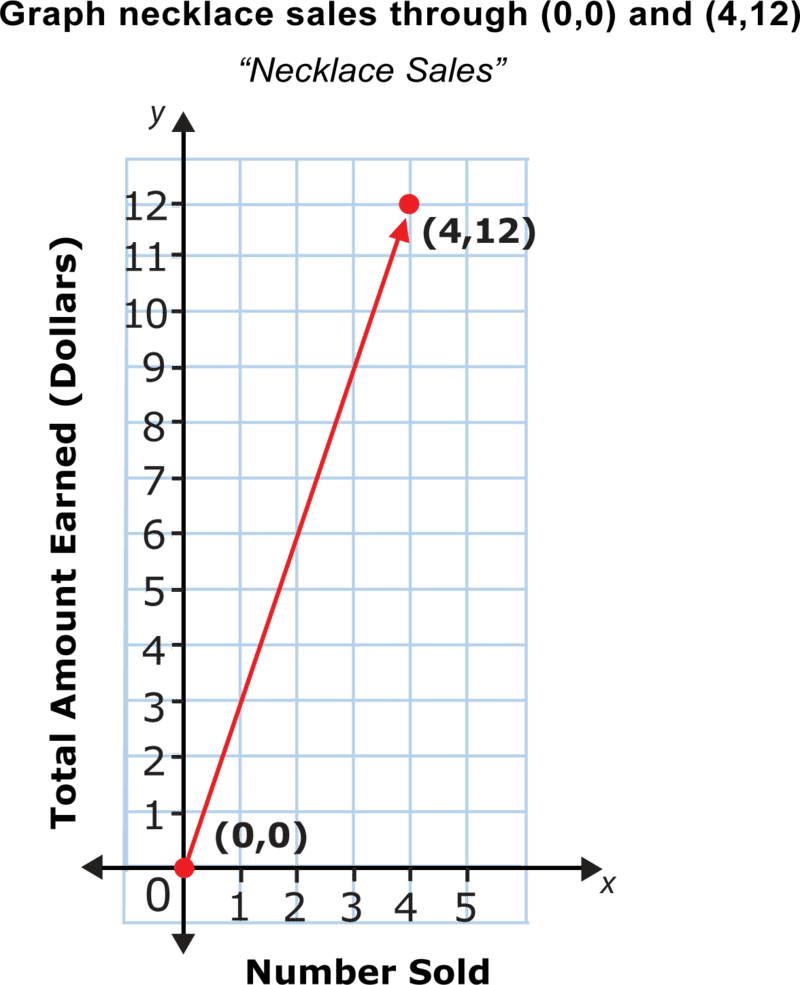 Graph necklace sales through (0,0) and (4,12)
“Necklace Sales”
y
12
(4,12)
11
10
9
8
7
6
5
4
3
2
1
(0,0)
Total Amount Earned (Dollars)
x
0
1 2 3 4 5
Number Sold